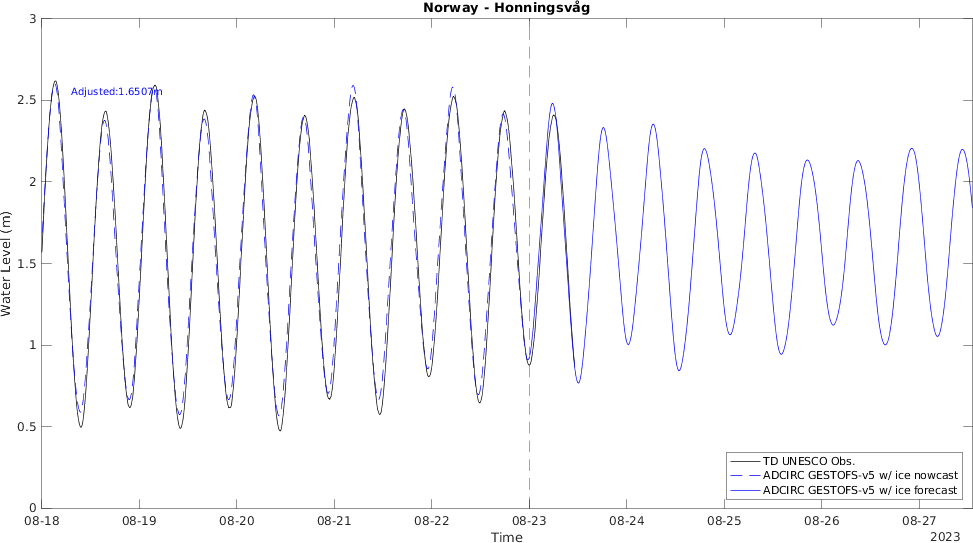 Norway - Honningsvåg
3
2.5
2
1.5
1
0.5
0
Water Level (m)
Adjusted:1.6507m
TD UNESCO Obs.
ADCIRC GESTOFS-v5 w/ ice nowcast
ADCIRC GESTOFS-v5 w/ ice forecast
08-18 08-19 08-20 08-21 08-22 08-23 08-24 08-25 08-26 08-27
Time
2023